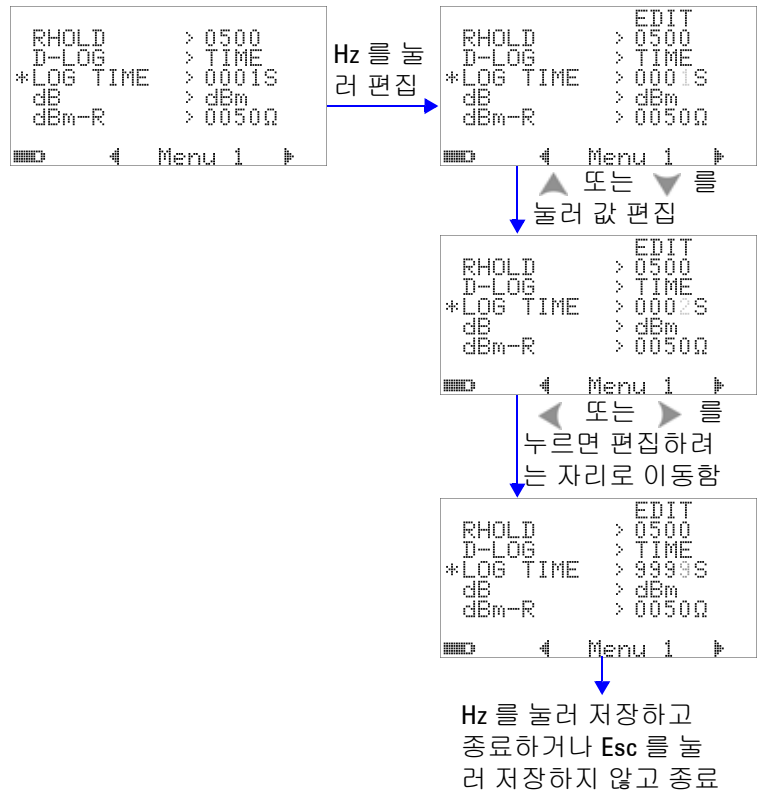 RHOLD > 0500
D-LOG > TIME
*LOG TIME > 0001S
dB > dBm
dBm-R > 0050Ω
Menu 1
Hz 를 눌
러 편집
EDIT
RHOLD > 0500
D-LOG > TIME
*LOG TIME > 0001S
dB > dBm
dBm-R > 0050Ω
Menu 1
또는 를
눌러 값 편집
EDIT
RHOLD > 0500
D-LOG > TIME
*LOG TIME > 0002S
dB > dBm
dBm-R > 0050Ω
Menu 1
또는 를
누르면 편집하려
는 자리로 이동함
EDIT
RHOLD > 0500
D-LOG > TIME
*LOG TIME > 9999S
dB > dBm
dBm-R > 0050Ω
Menu 1
Hz 를 눌러 저장하고
종료하거나 Esc 를 눌
러 저장하지 않고 종료